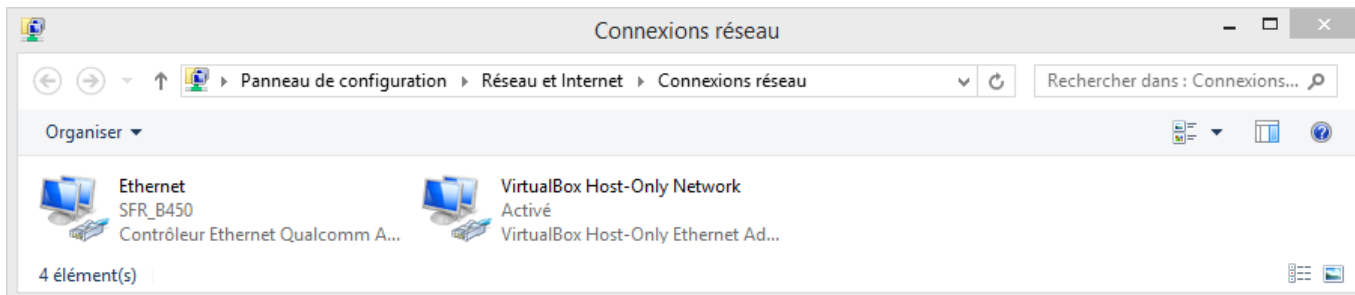 Connexions réseau
Panneau de configuration Réseau et Internet Connexions réseau
Rechercher dans : Connexions...
Organiser
Ethernet
SFR_B450
Contrôleur Ethernet Qualcomm A...
VirtualBox Host-Only Network
Activé
VirtualBox Host-Only Ethernet Ad...
4 élément(s)